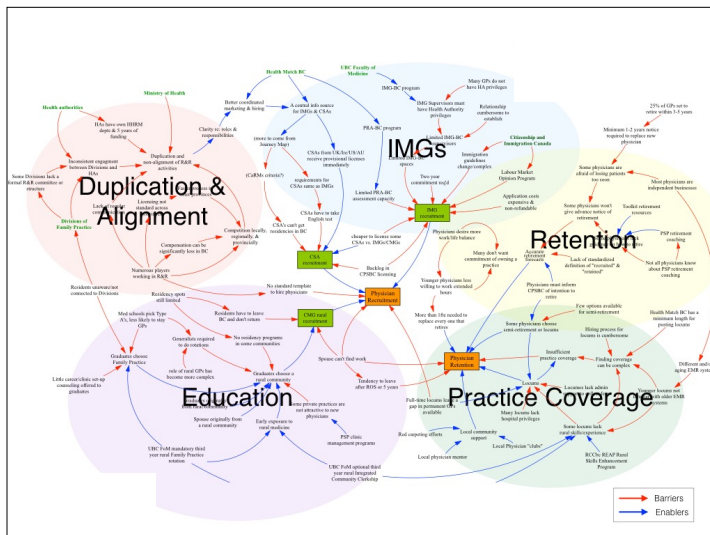 Health Match BC
UBC Faculty of
Medicine
Many GPs do not
have HA privileges
IMG-BC program
Ministry of Health
Health authorities
Better coordinated
marketing & hiring
A central info source
for IMGs & CSAs
IMG Supervisors must
have Health Authority
privileges
Relationship
cumbersome to
establish
25% of GPs set to
retire within 3-5 years
HAs have own HHRM
depts & 5 years of
funding
Clarity re: roles &
responsibilities
PRA-BC program
Minimum 1-2 years notice
required to replace new
physician
(more to come from
Journey Map)
CSAs from UK/Ire/US/AU
receive provisional licences
immediately
Limited IMG-BC
IMGs
Citizenship and
Immigration Canada
Inconsistent engagement
between Divisions and
HAs
Duplication and
non-alignment of R&R
activities
Immigration
guidelines
change/complex
Some physicians are
afraid of losing patients
too soon
Most physicians are
independent businesses
Some Divisions lack a
formal R&R committee or
structure
Duplication &
Alignment
(CaRMs criteria?)
requirements for
CSAs same as IMGs
Limited PRA-BC
assessment capacity
Two year
commitment req'd
Labour Market
Opinion Program
Some physicians won't
give advance notice of
retirement
Toolkit retirement
resources
Licensing not
standard across
CSAs have to take
English test
Application costs
expensive &
non-refundable
Divisions of
Family Practice
CSA's can't get
residencies in BC
IMG
recruitment
Retention
PSP retirement
coaching
Competition locally,
regionally, &
provincially
Physicians desire more
work/life balance
Compensation can be
significantly less in BC
cheaper to license some
CSAs vs. IMGs/CMGs
Many don't want
commitment of owning a
practice
Accurate
retirement
forecasts
Lack of standardized
definition of "recruited" &
"retained"
Not all physicians know
about PSP retirement
coaching
CSA
recruitment
Backlog in
CPSBC licensing
Numerous players
working in R&R
Younger physicians less
willing to work extended
hours
Physicians must inform
CPSBC of intention to
retire
Residents unaware/not
connected to Divisions
Residency spots
still limited
No standard template
to hire physicians
Physician
Recruitment
Few options available
for semi-retirement
Health Match BC has a
minimum length for
posting locums
Med schools pick Type
A's, less likely to stay
GPs
Residents have to leave
BC and don't return
CMG rural
recruitment
More than 10s needed to
replace every one that
retires
Some physicians choose
semi-retirement or locums
Hiring process for
locums is cumbersome
Generalists required
to do rotations
No residency programs
in some communities
Spouse can't find work
Physician
Retention
Insufficient
practice coverage
Finding coverage
can be complex
Graduates choose
Family Practice
role of rural GPs has
become more complex
Graduates choose a
rural community
Tendency to leave
after ROS or 5 years
Locums
Locumss lack admin
Little career/clinic set-up
counseling offered to
graduates
Education
Practice Coverage
Spouse originally from
a rural community
Some private practices are
not attractive to new
physicians
Full-time locums leave a
gap in permanent GPs
available
Many locums lack
hospital privileges
Early exposure to
rural medicine
PSP clinic
management programs
Red carpeting efforts
Local community
support
Some locums lack
rural skills/experience
UBC FoM mandatory third
year rural Family Practice
rotation
Local physician mentor
Local Physician "clubs"
UBC FoM optional third
year rural Integrated
Community Clerkship
RCCbc REAP Rural
Skills Enhancement
Program
Barriers
Enablers